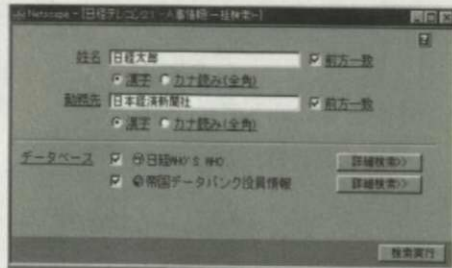 Netscape - [日経テレコン21 - 人事情報(一括検索)]
姓名 日経太郎 前方一致
漢字 カナ読み(全角)
勤務先 日本経済新聞社 前方一致
漢字 カナ読み(全角)
データベース 日経WHO'S WHO 詳細検索>>
帝国データバンク役員情報 詳細検索>>
検索実行